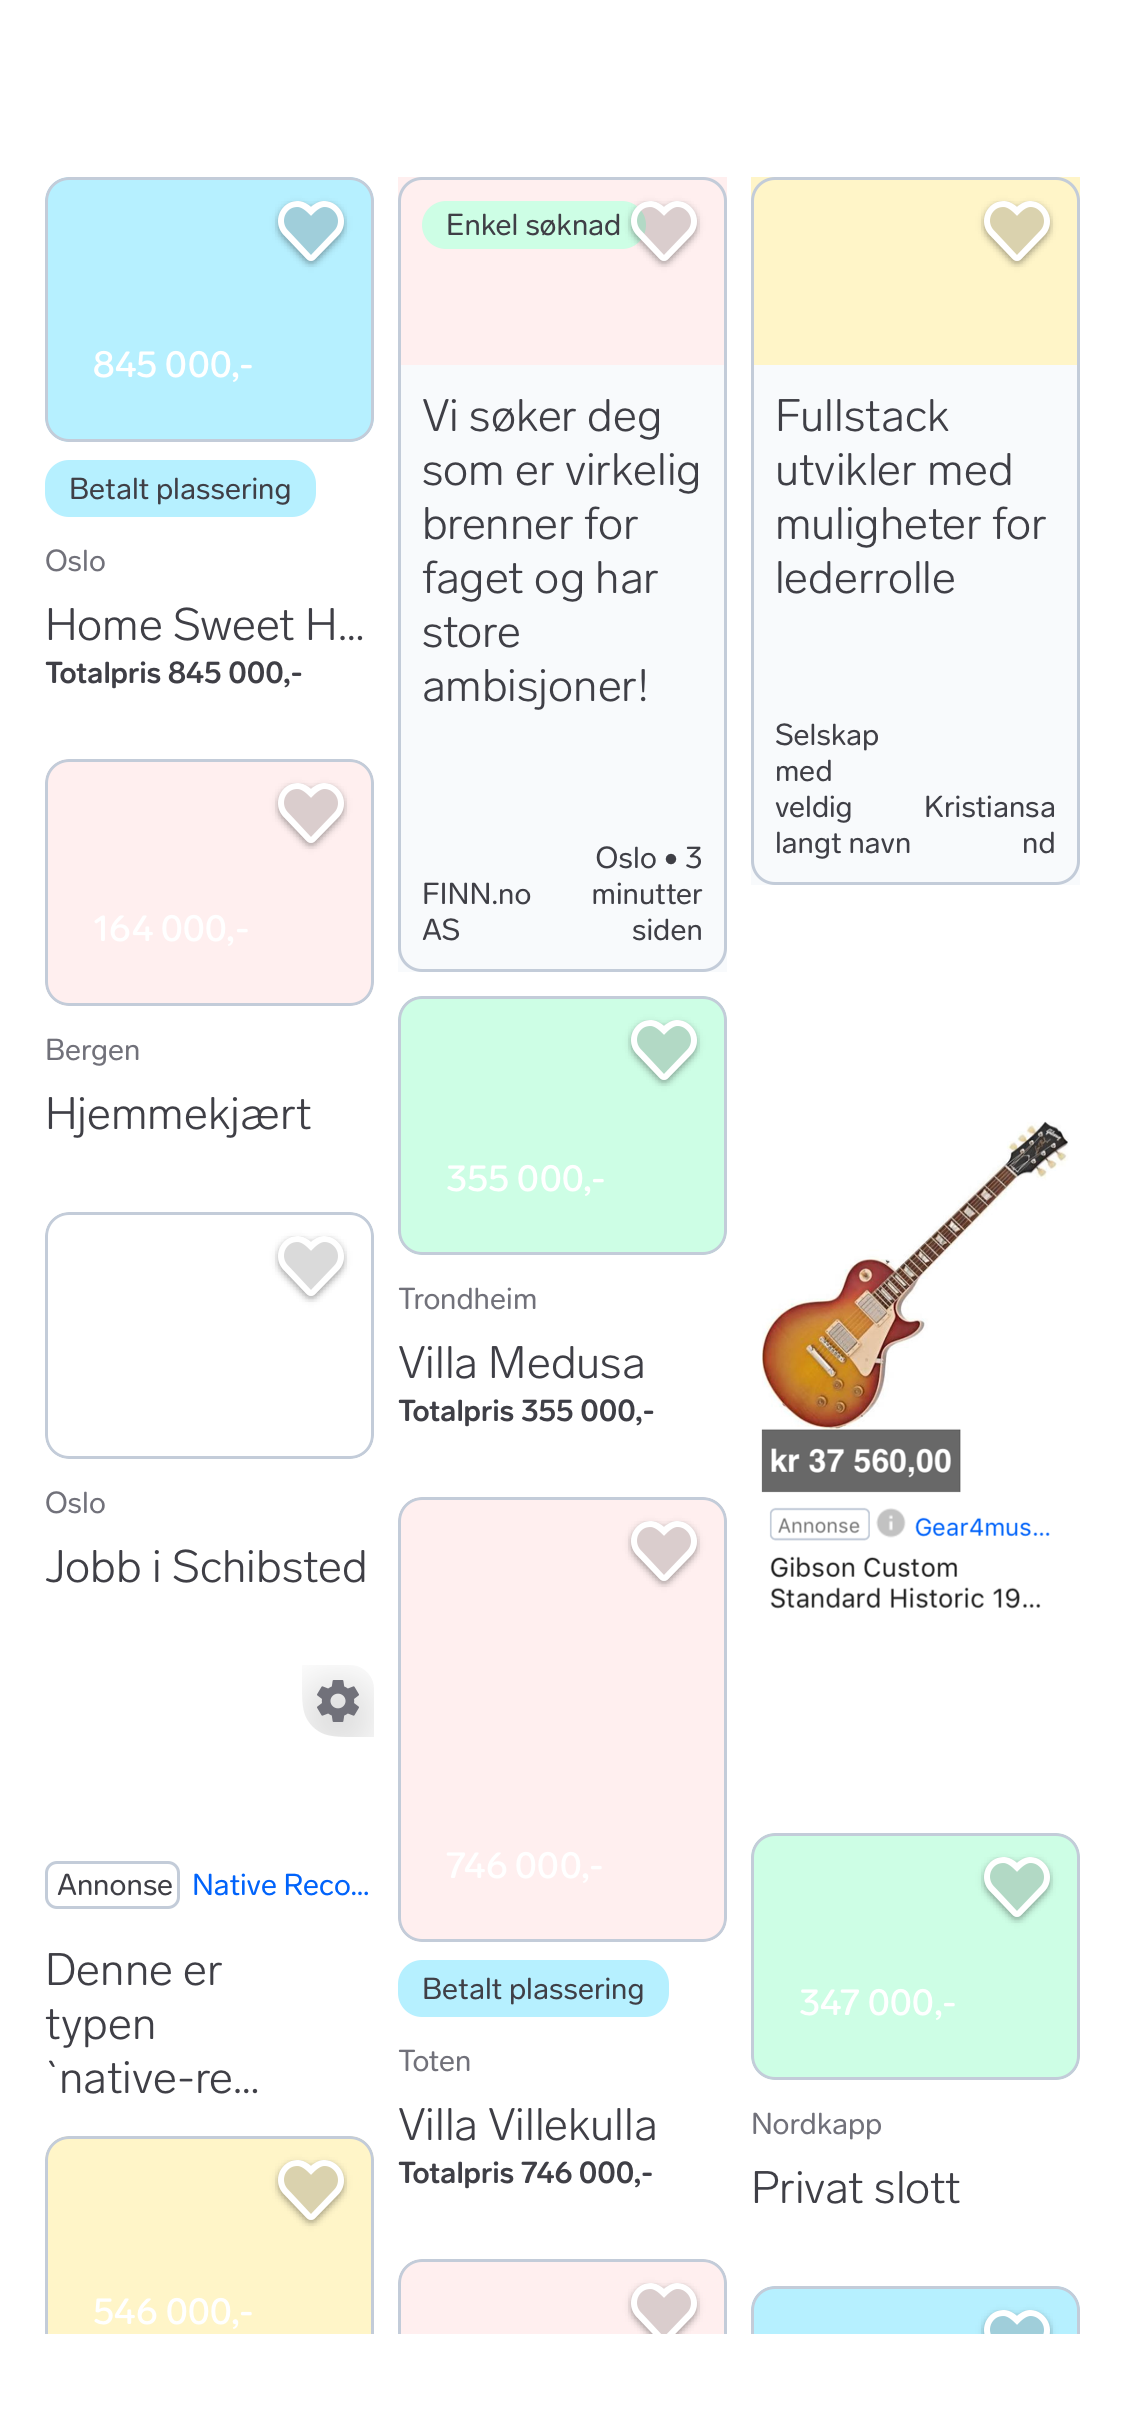 845 000,-
Betalt plassering
Oslo
Home Sweet H...
Totalpris 845 000,-
164 000,-
Bergen
Hjemmekjært
Oslo
Jobb i Schibsted
Annonse
Native Reco...
Denne er
typen
`native-re...
546 000,-
Enkel søknad
Vi søker deg
som er virkelig
brenner for
faget og har
store
ambisjoner!
FINN.no
AS
Oslo • 3
minutter
siden
355 000,-
Trondheim
Villa Medusa
Totalpris 355 000,-
746 000,-
Betalt plassering
Toten
Villa Villekulla
Totalpris 746 000,-
Fullstack
utvikler med
muligheter for
lederrolle
Selskap
med
veldig
langt navn
Kristiansa
nd
kr 37 560,00
Annonse
Gear4mus...
Gibson Custom
Standard Historic 19...
347 000,-
Nordkapp
Privat slott